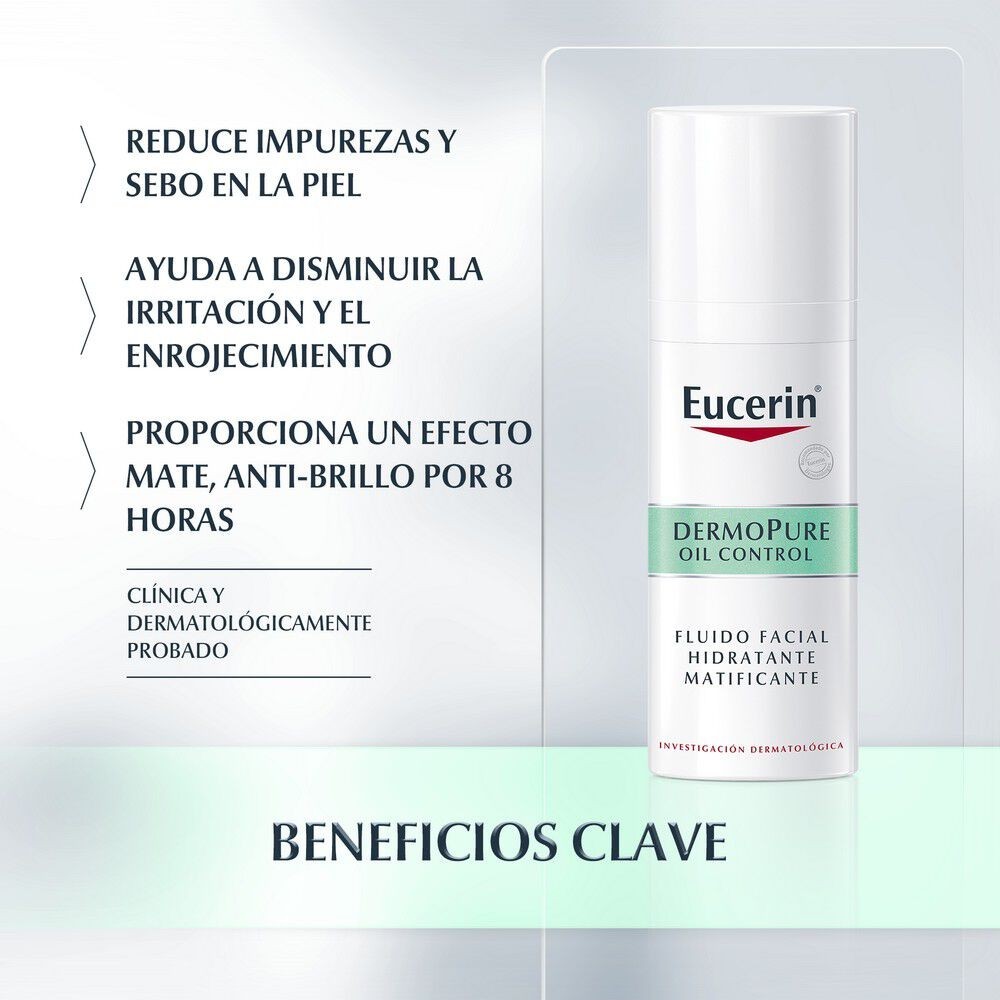 REDUCE IMPUREZAS Y
SEBO EN LA PIEL
AYUDA A DISMINUIR LA
IRRITACIÓN Y EL
ENROJECIMIENTO
PROPORCIONA UN EFECTO
MATE, ANTI-BRILLO POR 8
HORAS
CLÍNICA Y
DERMATOLÓGICAMENTE
PROBADO
Eucerin®
Eucerin
DERMOPURE
OIL CONTROL
FLUIDO FACIAL
HIDRATANTE
MATIFICANTE
INVESTIGACIÓN DERMATOLÓGICA
BENEFICIOS CLAVE